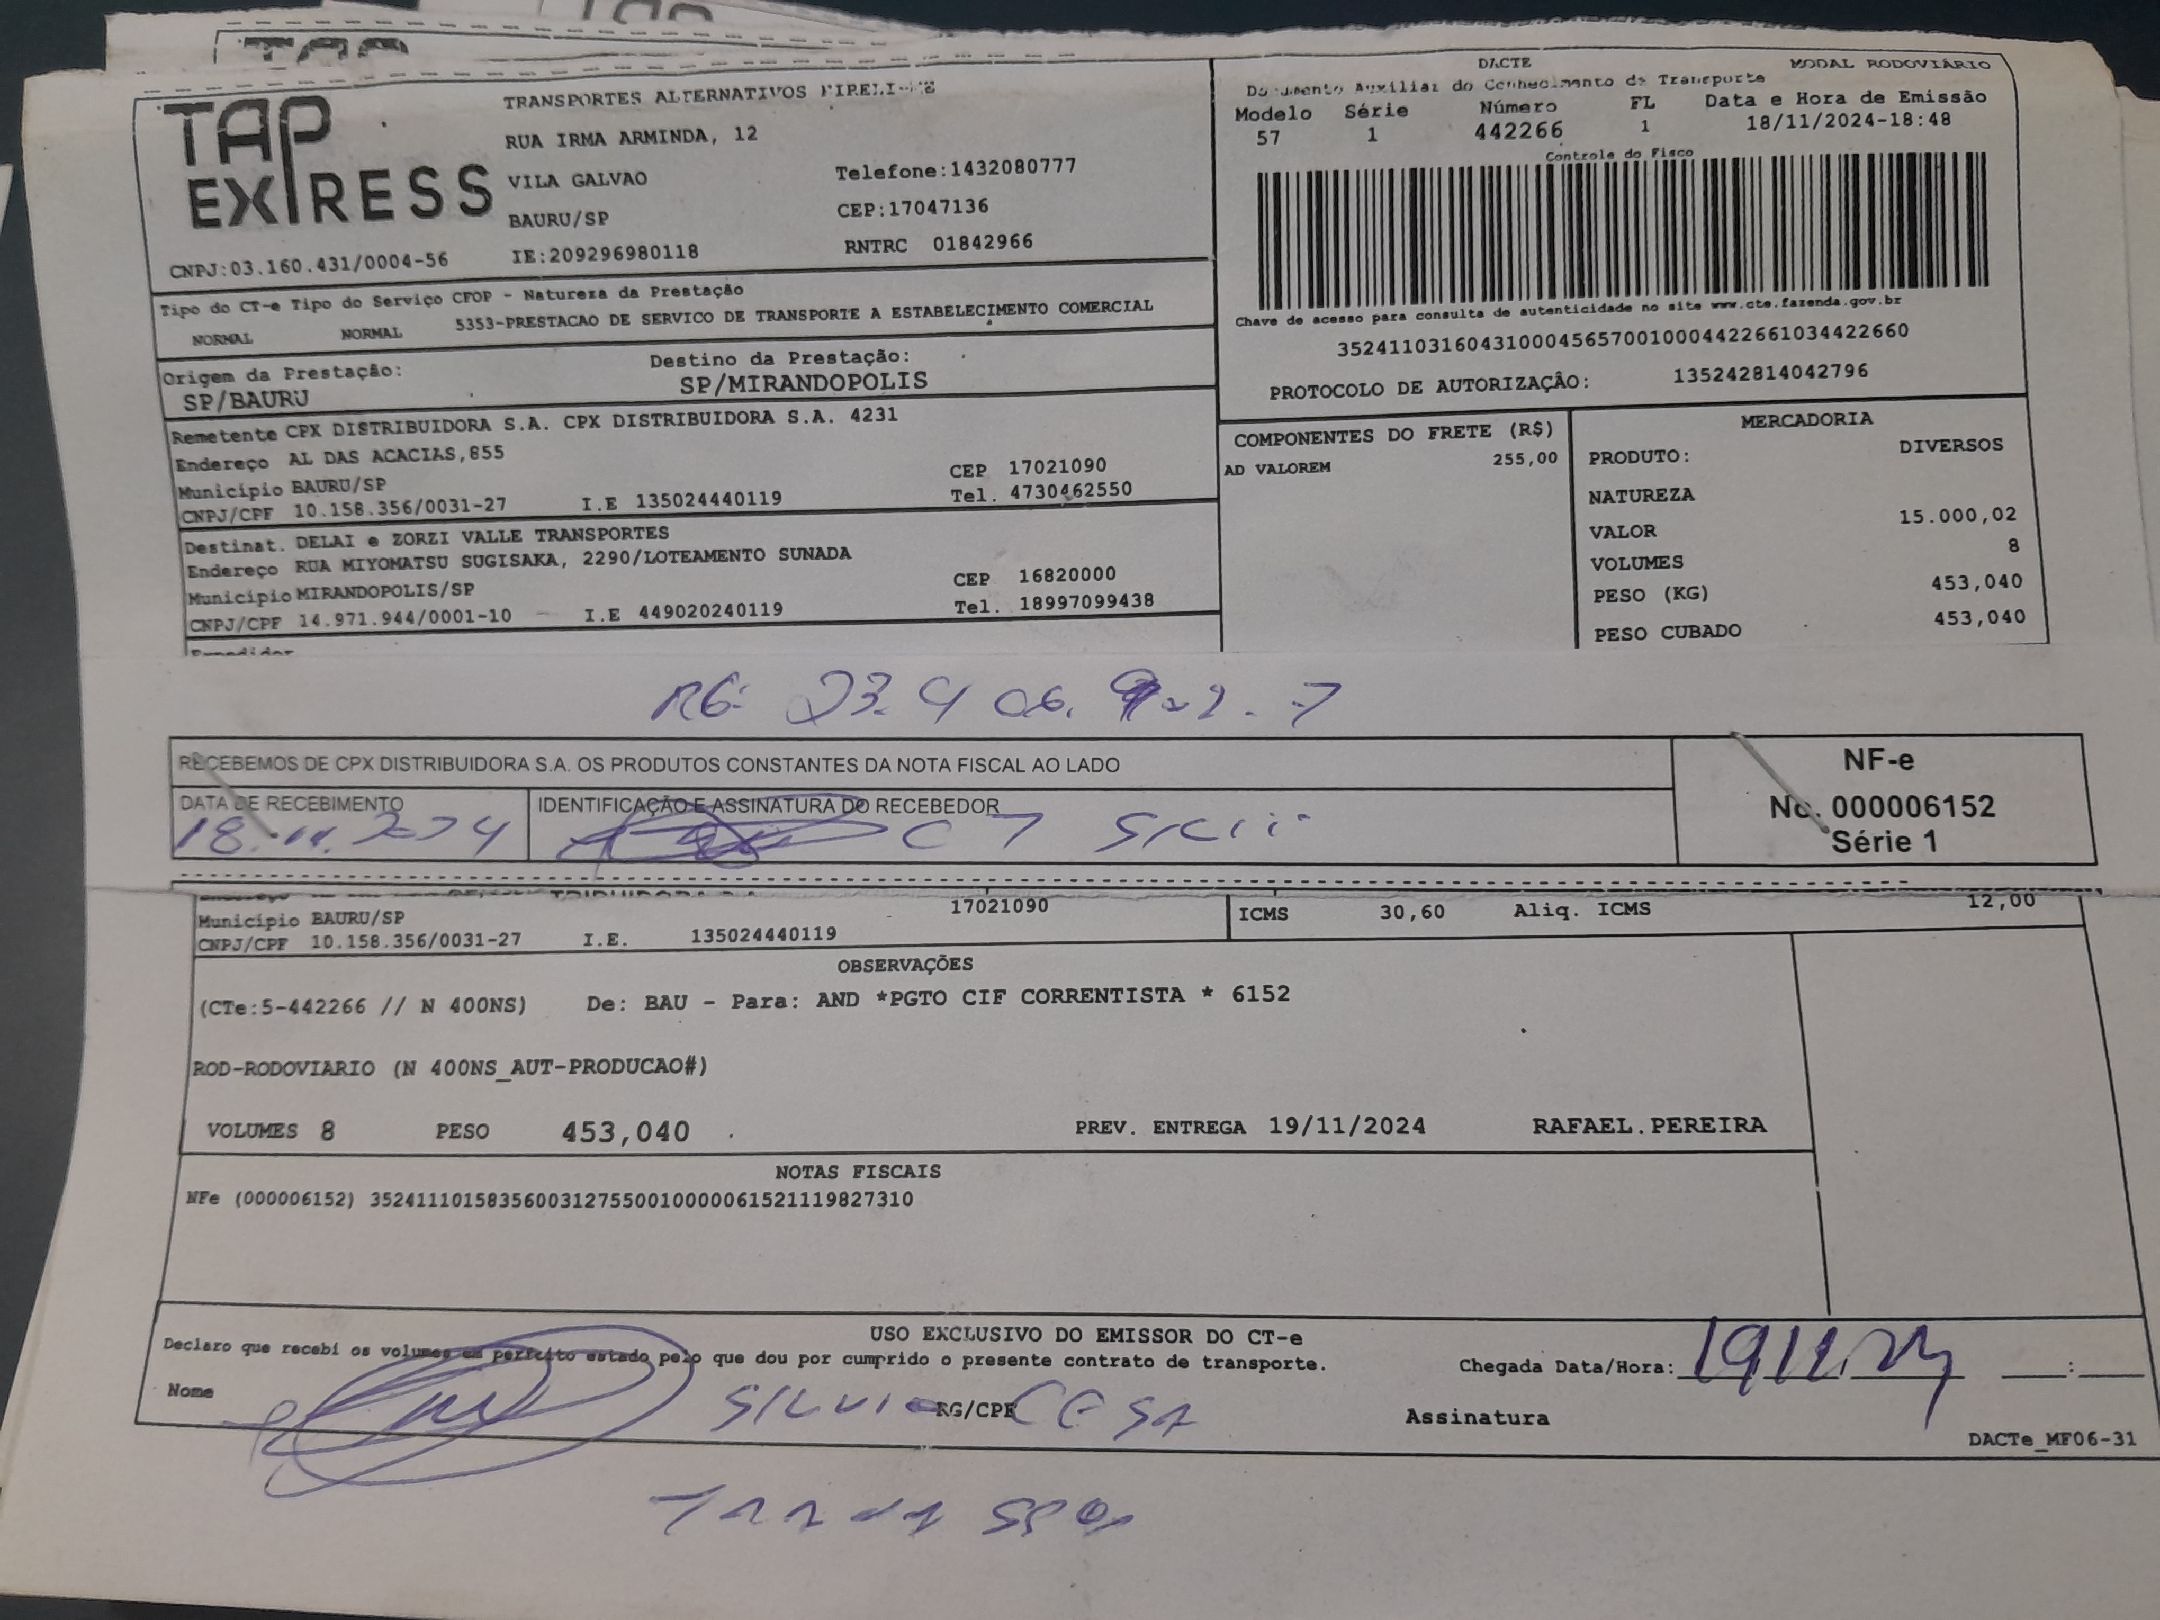 TAP
EXPRESS
CNPJ:03.160.431/0004-56
TRANSPORTES ALTERNATIVOS
RUA IRMA ARMINDA, 12
VILA GALVAO Telefone:1432080777
BAURU/SP CEP:17047136
IE:209296980118 RNTRC 01842966
DACTE MODAL RODOVIÁRIO
Documento Auxiliar do Conhecimento de Transporte
Modelo Série Número FL Data e Hora de Emissão
57 1 442266 1 18/11/2024-18:48
Controle do Fisco
Chave de acesso para consulta de autenticidade no site www.cte.fazenda.gov.br
35241103160431000456570010004422661034422660
PROTOCOLO DE AUTORIZAÇÃO: 135242814042796
Tipo do CT-e Tipo do Serviço CFOP - Natureza da Prestação
NORMAL NORMAL 5353-PRESTACAO DE SERVICO DE TRANSPORTE A ESTABELECIMENTO COMERCIAL
Origem da Prestação: Destino da Prestação:
SP/BAURU SP/MIRANDOPOLIS
Remetente CPX DISTRIBUIDORA S.A. CPX DISTRIBUIDORA S.A. 4231
Endereço AL DAS ACACIAS,855
Município BAURU/SP CEP 17021090
CNPJ/CPF 10.158.356/0031-27 I.E 135024440119 Tel. 4730462550
Destinat. DELAI e ZORZI VALLE TRANSPORTES
Endereço RUA MIYOMATSU SUGISAKA, 2290/LOTEAMENTO SUNADA
Município MIRANDOPOLIS/SP CEP 16820000
CNPJ/CPF 14.971.944/0001-10 I.E 449020240119 Tel. 18997099438
COMPONENTES DO FRETE (R$)
AD VALOREM 255,00
MERCADORIA
PRODUTO: DIVERSOS
NATUREZA
VALOR 15.000,02
VOLUMES 8
PESO (KG) 453,040
PESO CUBADO 453,040
RG:
RECEBEMOS DE CPX DISTRIBUIDORA S.A. OS PRODUTOS CONSTANTES DA NOTA FISCAL AO LADO
DATA DE RECEBIMENTO IDENTIFICAÇÃO E ASSINATURA DO RECEBEDOR
18.11.2024
NF-e
No. 000006152
Série 1
17021090
Município BAURU/SP
CNPJ/CPF 10.158.356/0031-27 I.E. 135024440119
ICMS 30,60 Aliq. ICMS 12,00
OBSERVAÇÕES
(CTe:5-442266 // N 400NS) De: BAU - Para: AND *PGTO CIF CORRENTISTA * 6152
ROD-RODOVIARIO (N 400NS_AUT-PRODUCAO#)
VOLUMES 8 PESO 453,040 PREV. ENTREGA 19/11/2024 RAFAEL.PEREIRA
NOTAS FISCAIS
NFe (000006152) 35241110158356003127550010000061521119827310
USO EXCLUSIVO DO EMISSOR DO CT-e
Declaro que recebi os volumes em perfeito estado pelo que dou por cumprido o presente contrato de transporte.
Chegada Data/Hora: 19/11.24 :
Nome SILVIO RG/CPF CESA Assinatura
DACTe_MF06-31